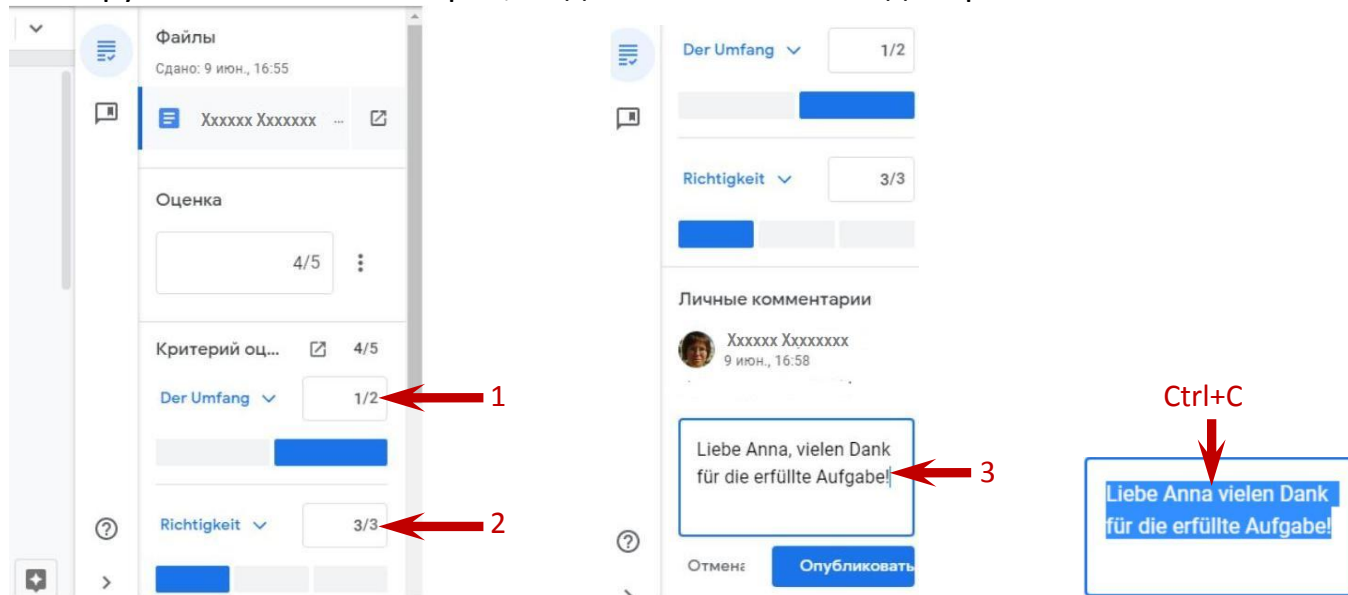 Файлы
Сдано: 9 июн., 16:55
Xxxxxx Xxxxxxx ...
Оценка
4/5
Критерий оц... 4/5
Der Umfang 1/2
1
Richtigkeit 3/3
2
Der Umfang 1/2
Richtigkeit 3/3
Личные комментарии
Xxxxxx Xxxxxxxx
9 июн., 16:58
Liebe Anna, vielen Dank
für die erfüllte Aufgabe!
3
Отмена
Опубликовать
Ctrl+C
Liebe Anna vielen Dank
für die erfüllte Aufgabe!